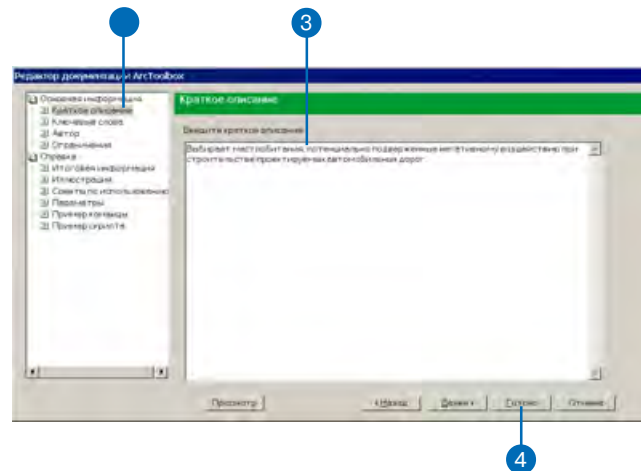 3
Редактор документации ArcToolbox
Основная информация
Краткое описание
Ключевые слова
Автор
Ограничения
Справка
Итоговая информация
Иллюстрация
Советы по использованию
Параметры
Пример команды
Пример скрипта
Краткое описание
Введите краткое описание
Выбирает местообитания, потенциально подверженные негативному воздействию при
строительстве проектируемых автомобильных дорог
Просмотр
< Назад
Далее >
Готово
Отмена
4